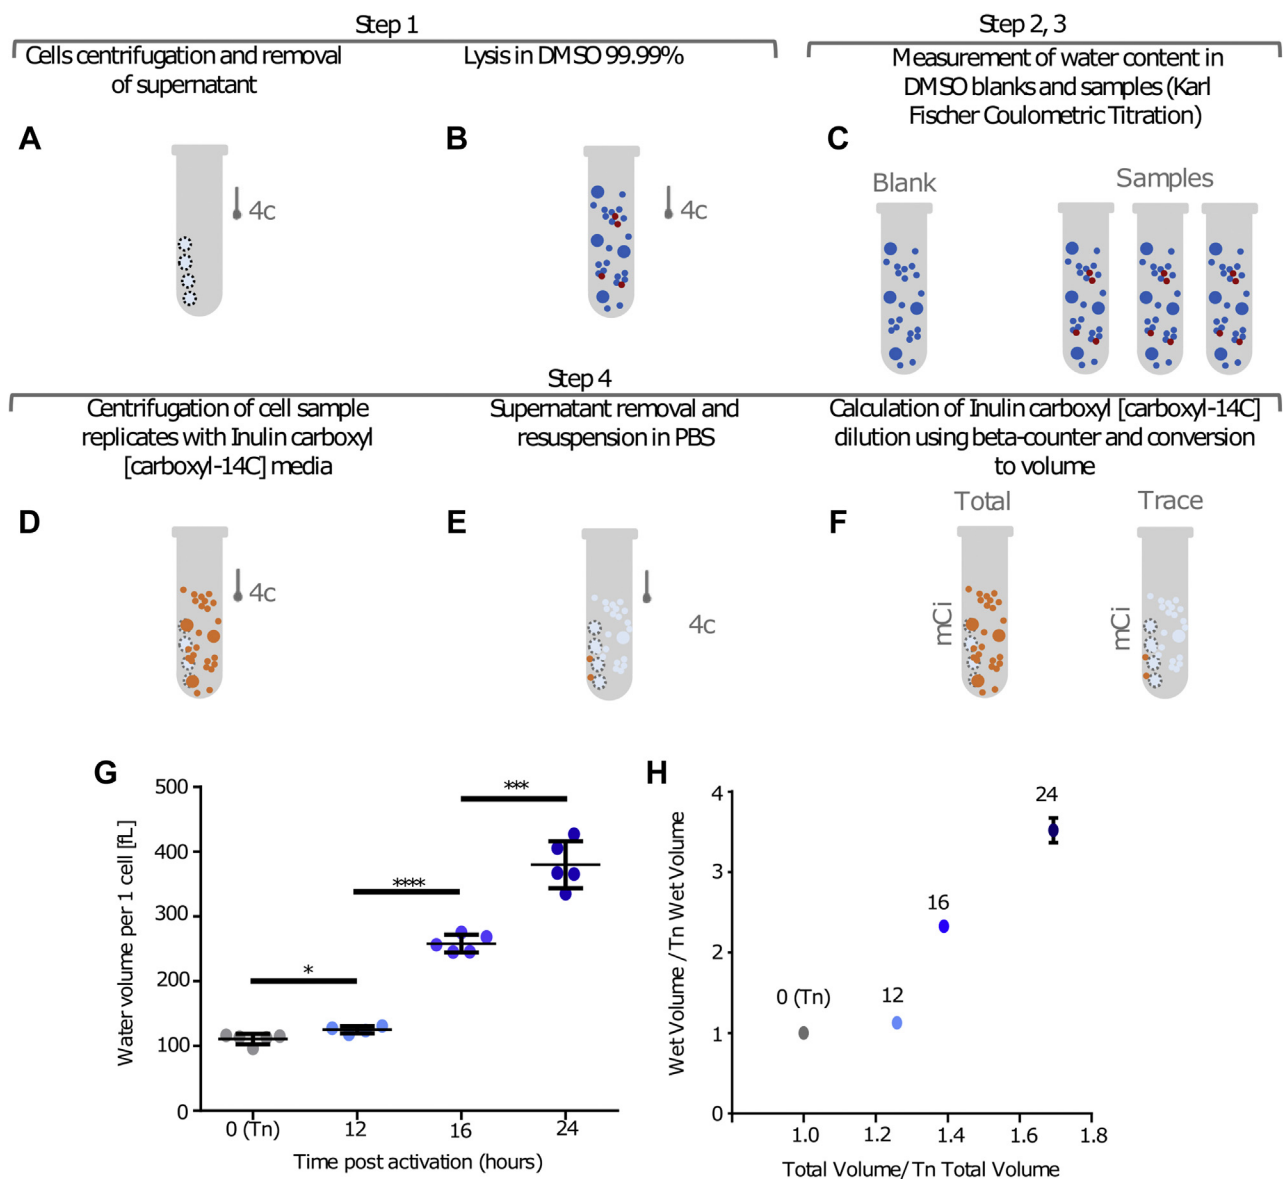 Step 1
Step 2, 3
Cells centrifugation and removal
of supernatant
Lysis in DMSO 99.99%
Measurement of water content in
DMSO blanks and samples (Karl
Fischer Coulometric Titration)
A
4c
B
4c
C
Blank
Samples
Step 4
Centrifugation of cell sample
replicates with Inulin carboxyl
[carboxyl-14C] media
Supernatant removal and
resuspension in PBS
Calculation of Inulin carboxyl [carboxyl-14C]
dilution using beta-counter and conversion
to volume
D
4c
E
4c
F
Total
Trace
mCi
mCi
G
Water volume per 1 cell [fL]
500
400
300
200
100
0
*
****
***
0 (Tn)
12
16
24
Time post activation (hours)
H
Wet Volume / Tn Wet Volume
4
3
2
1
0
0 (Tn)
12
16
24
1.0
1.2
1.4
1.6
1.8
Total Volume/ Tn Total Volume